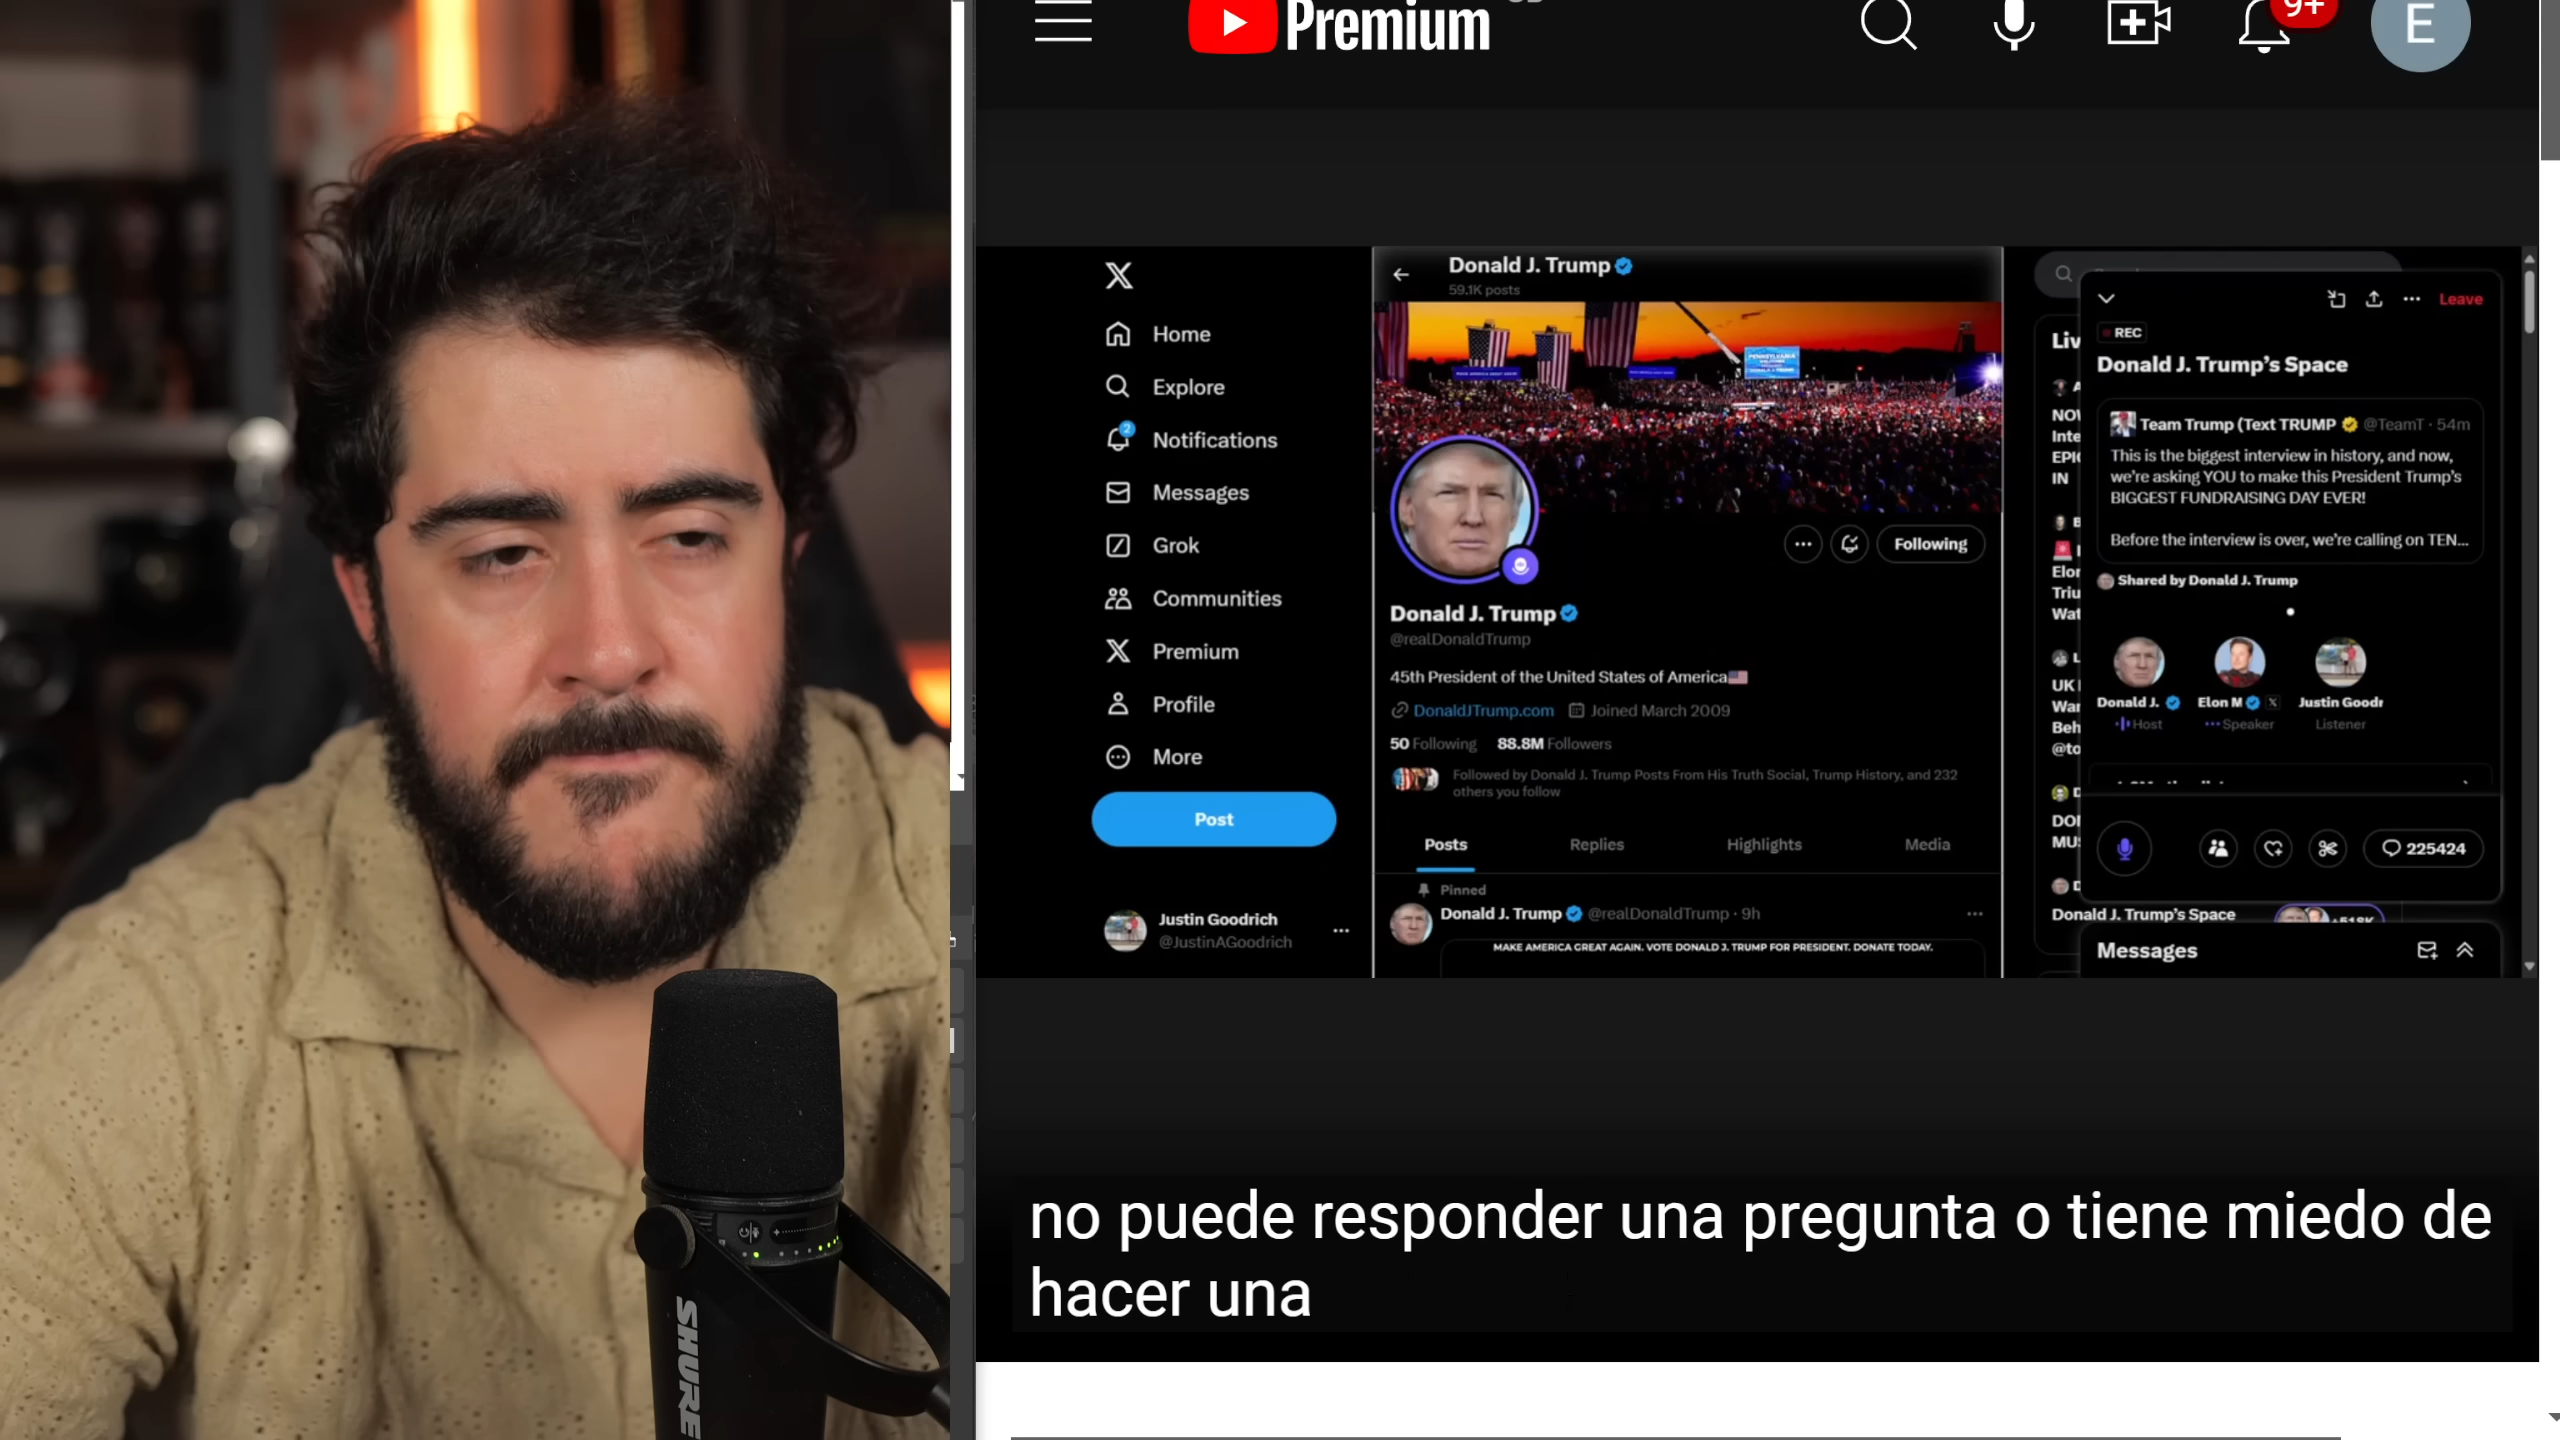 Premium
9+
E
X
Home
Explore
2
Notifications
Messages
Grok
Communities
Premium
Profile
More
Post
Justin Goodrich
@JustinAGoodrich
Donald J. Trump
59.1K posts
Following
Donald J. Trump
@realDonaldTrump
45th President of the United States of America
DonaldJTrump.com Joined March 2009
50 Following 88.8M Followers
Followed by Donald J. Trump Posts From His Truth Social, Trump History, and 232
others you follow
Posts Replies Highlights Media
Pinned
Donald J. Trump @realDonaldTrump · 9h
MAKE AMERICA GREAT AGAIN. VOTE DONALD J. TRUMP FOR PRESIDENT. DONATE TODAY.
Leave
REC
Donald J. Trump's Space
Team Trump (Text TRUMP @TeamT · 54m
This is the biggest interview in history, and now,
we're asking YOU to make this President Trump's
BIGGEST FUNDRAISING DAY EVER!
Before the interview is over, we're calling on TEN...
Shared by Donald J. Trump
Donald J. Elon M Justin Goodr
Host Speaker Listener
225424
Donald J. Trump's Space
Messages
no puede responder una pregunta o tiene miedo de
hacer una
SHURE